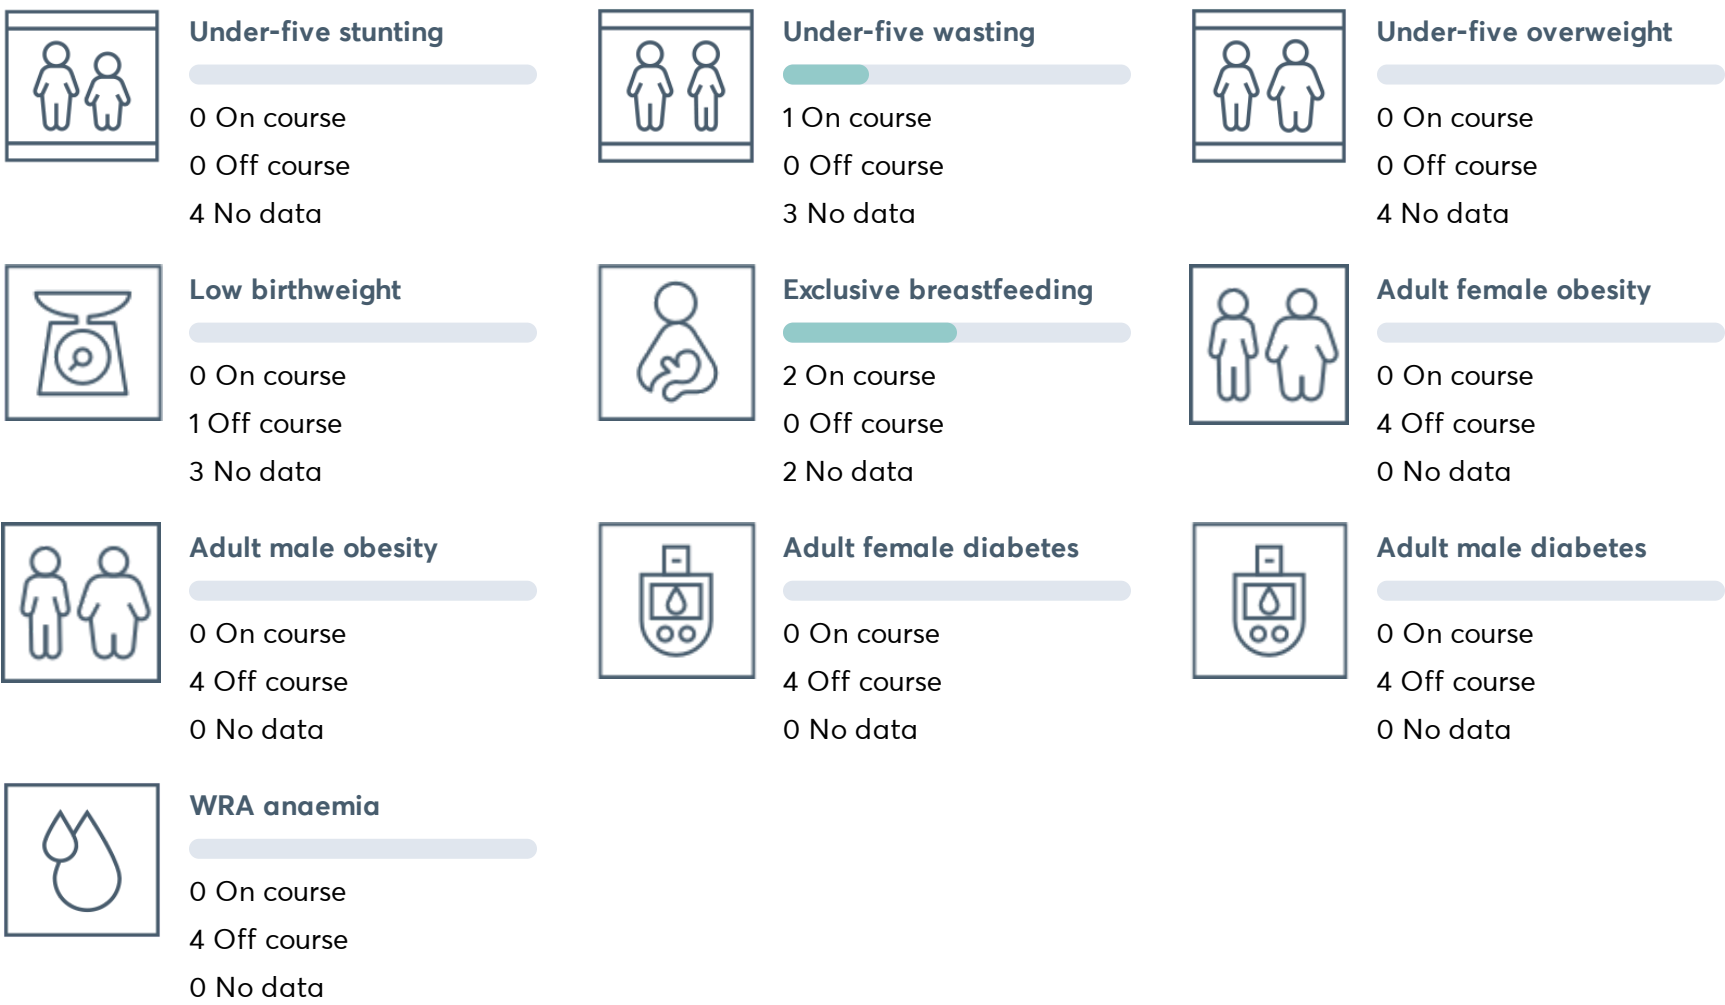 Under-five stunting
0 On course
0 Off course
4 No data
Under-five wasting
1 On course
0 Off course
3 No data
Under-five overweight
0 On course
0 Off course
4 No data
Low birthweight
0 On course
1 Off course
3 No data
Exclusive breastfeeding
2 On course
0 Off course
2 No data
Adult female obesity
0 On course
4 Off course
0 No data
Adult male obesity
0 On course
4 Off course
0 No data
Adult female diabetes
0 On course
4 Off course
0 No data
Adult male diabetes
0 On course
4 Off course
0 No data
WRA anaemia
0 On course
4 Off course
0 No data